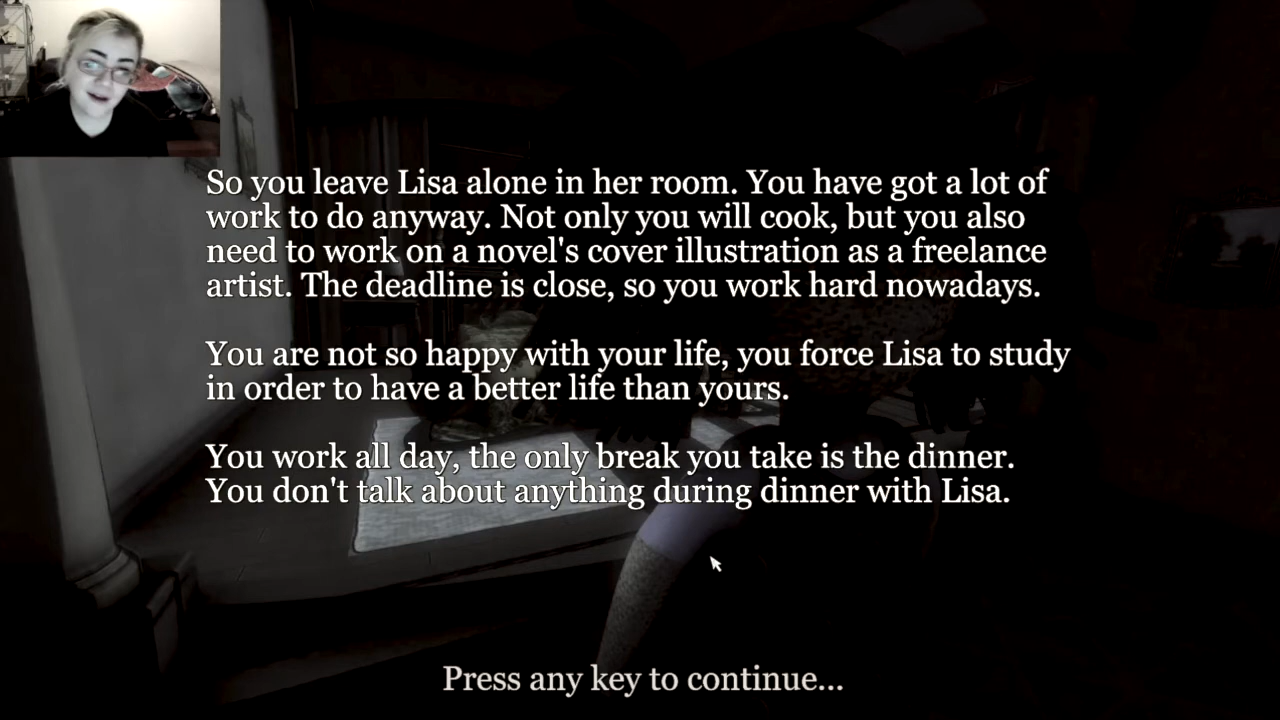 So you leave Lisa alone in her room. You have got a lot of
work to do anyway. Not only you will cook, but you also
need to work on a novel's cover illustration as a freelance
artist. The deadline is close, so you work hard nowadays.
You are not so happy with your life, you force Lisa to study
in order to have a better life than yours.
You work all day, the only break you take is the dinner.
You don't talk about anything during dinner with Lisa.
Press any key to continue...